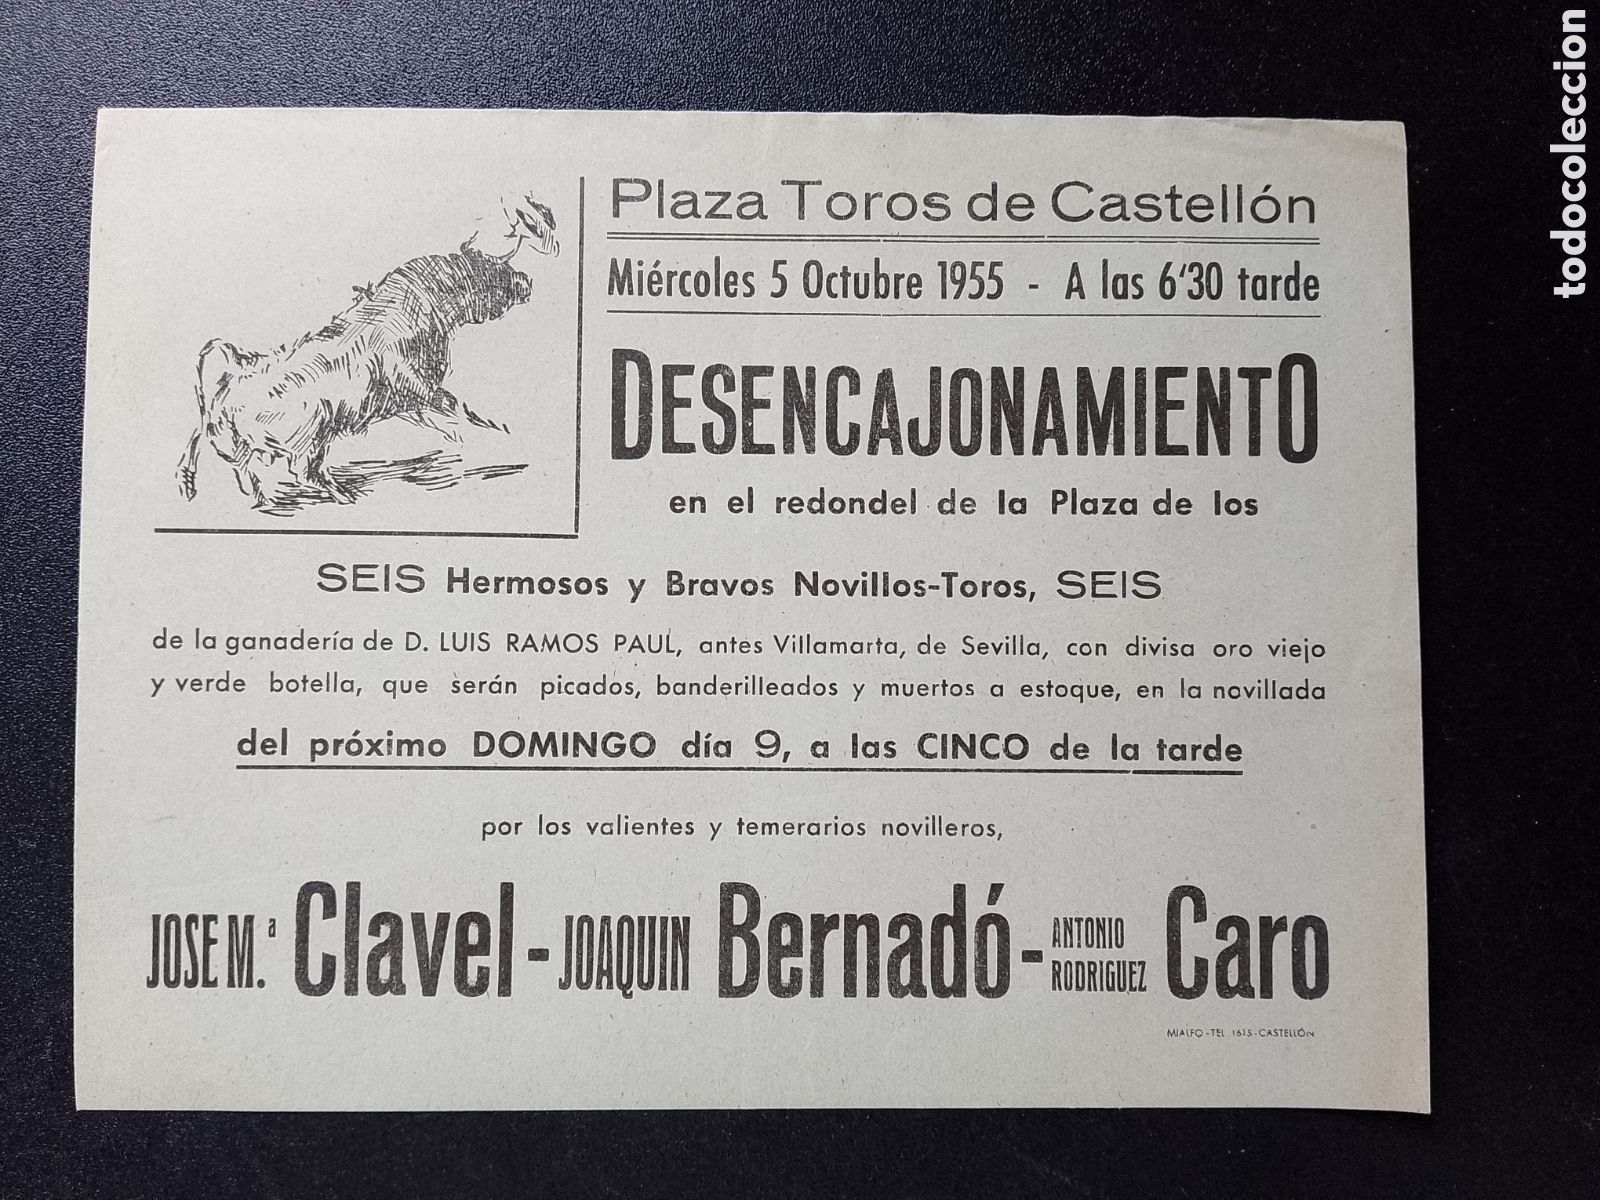 Plaza Toros de Castellón
Miércoles 5 Octubre 1955 - A las 6'30 tarde
DESENCAJONAMIENTO
en el redondel de la Plaza de los
SEIS Hermosos y Bravos Novillos-Toros, SEIS
de la ganadería de D. LUIS RAMOS PAUL, antes Villamarta, de Sevilla, con divisa oro viejo
y verde botella, que serán picados, banderilleados y muertos a estoque, en la novillada
del próximo DOMINGO día 9, a las CINCO de la tarde
por los valientes y temerarios novilleros,
JOSE M.ª Clavel - JOAQUIN Bernadó - ANTONIO RODRIGUEZ Caro
MIALFO - TEL 1615 - CASTELLÓN
todocoleccion